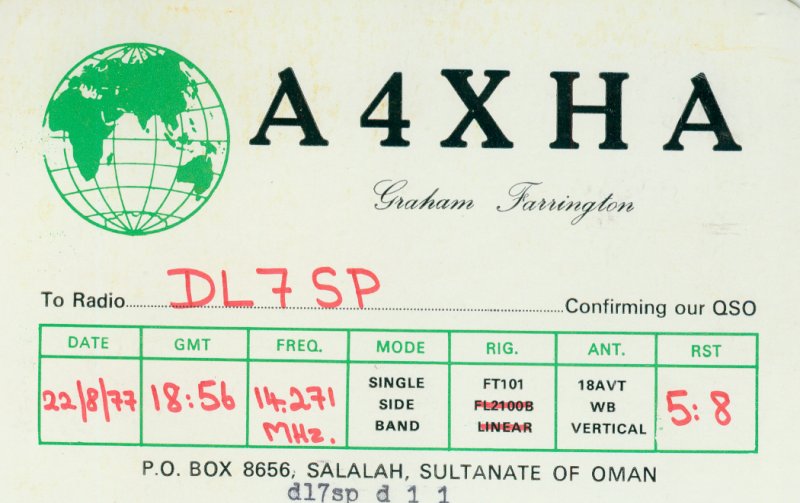 A4XHA
Graham Farrington
To Radio DL7SP Confirming our QSO
DATE GMT FREQ. MODE RIG. ANT. RST
22/8/77 18:56 14.271 MHz. SINGLE SIDE BAND FT101 FL2100B LINEAR 18AVT WB VERTICAL 5:8
P.O. BOX 8656, SALALAH, SULTANATE OF OMAN
dl7sp d 1 1